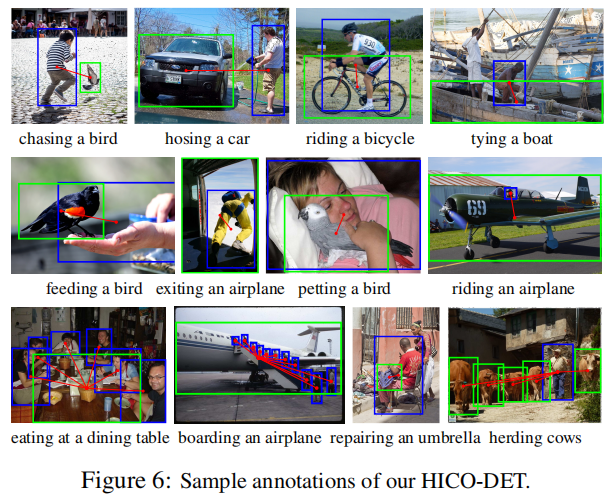 930
69
chasing a bird hosing a car riding a bicycle tying a boat
feeding a bird exiting an airplane petting a bird riding an airplane
eating at a dining table boarding an airplane repairing an umbrella herding cows
Figure 6: Sample annotations of our HICO-DET.